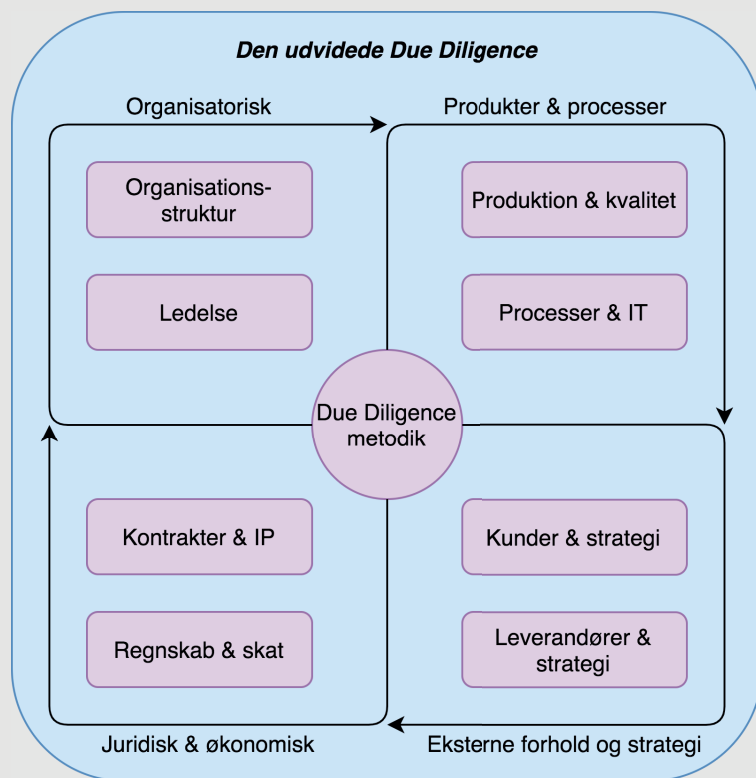 Den udvidede Due Diligence
Organisatorisk
Produkter & processer
Organisations-
struktur
Produktion & kvalitet
Ledelse
Processer & IT
Due Diligence
metodik
Kontrakter & IP
Kunder & strategi
Regnskab & skat
Leverandører &
strategi
Juridisk & økonomisk
Eksterne forhold og strategi